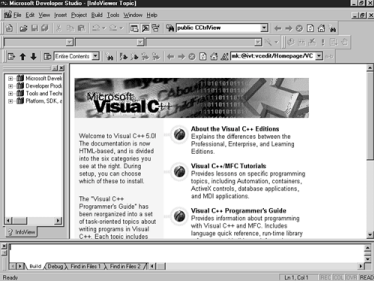 Microsoft Developer Studio - [InfoViewer Topic]
File Edit View Insert Project Build Tools Window Help
public CCtrlView
Entire Contents
mk:@ivt:vcedit/Homepage/VC
Microsoft Devel
Developer Prod
Tools and Techn
Platform, SDK, a
Microsoft
Visual C++
Welcome to Visual C++ 5.0!
The documentation is now
HTML-based, and is divided
into the six categories you
see at the right. During
setup, you can choose
which of these to install.
The "Visual C++
Programmer's Guide" has
been reorganized into a set
of task-oriented topics about
writing programs in Visual
C++. Each topic includes
About the Visual C++ Editions
Explains the differences between the
Professional, Enterprise, and Learning
Editions.
Visual C++/MFC Tutorials
Provides lessons on specific programming
topics, including Automation, containers,
ActiveX controls, database applications,
and MDI applications.
Visual C++ Programmer's Guide
Provides information about programming
with Visual C++ and MFC. Includes
language quick reference, run-time library
InfoView
Build Debug Find in Files 1 Find in Files 2
Ready
Ln 1, Col 1 REC COL OVR READ